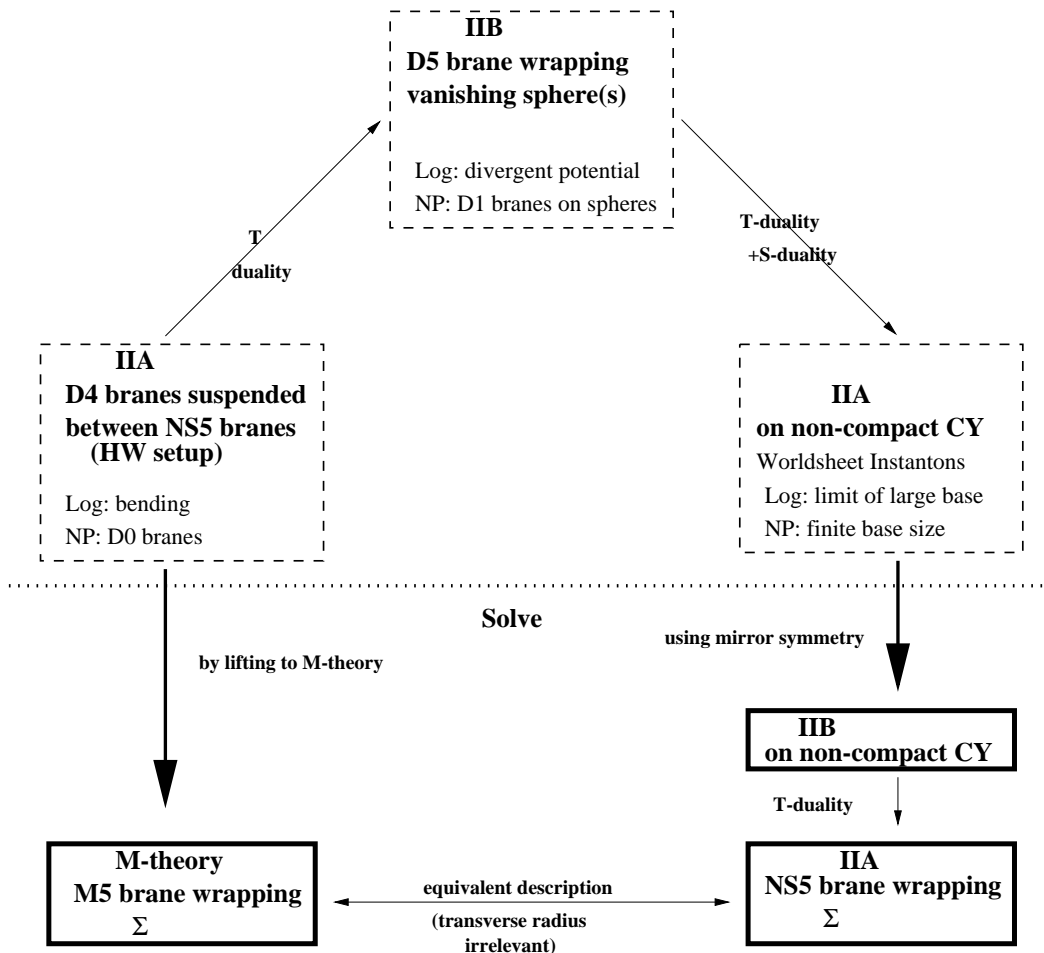 IIB
D5 brane wrapping
vanishing sphere(s)
Log: divergent potential
NP: D1 branes on spheres
T
duality
T-duality
+S-duality
IIA
D4 branes suspended
between NS5 branes
(HW setup)
Log: bending
NP: D0 branes
IIA
on non-compact CY
Worldsheet Instantons
Log: limit of large base
NP: finite base size
Solve
by lifting to M-theory
using mirror symmetry
IIB
on non-compact CY
T-duality
M-theory
M5 brane wrapping
Σ
equivalent description
(transverse radius
irrelevant)
IIA
NS5 brane wrapping
Σ